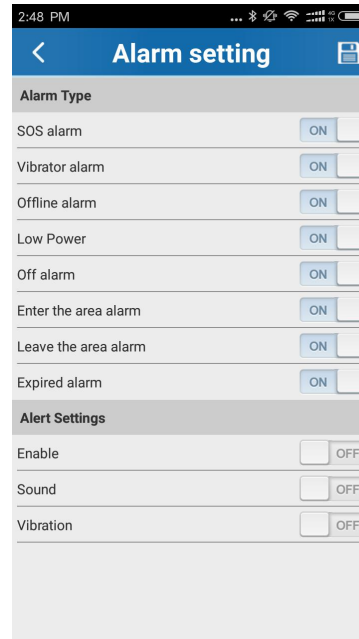 2:48 PM
... 4G 1X
Alarm setting
Alarm Type
SOS alarm ON
Vibrator alarm ON
Offline alarm ON
Low Power ON
Off alarm ON
Enter the area alarm ON
Leave the area alarm ON
Expired alarm ON
Alert Settings
Enable OFF
Sound OFF
Vibration OFF